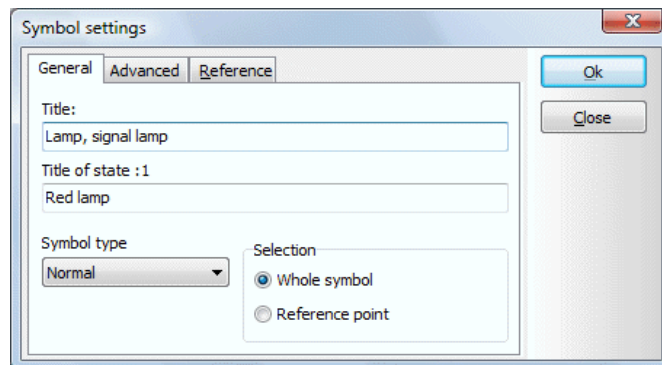 Symbol settings
General Advanced Reference
Ok
Title:
Lamp, signal lamp
Close
Title of state :1
Red lamp
Symbol type
Selection
Normal
Whole symbol
Reference point